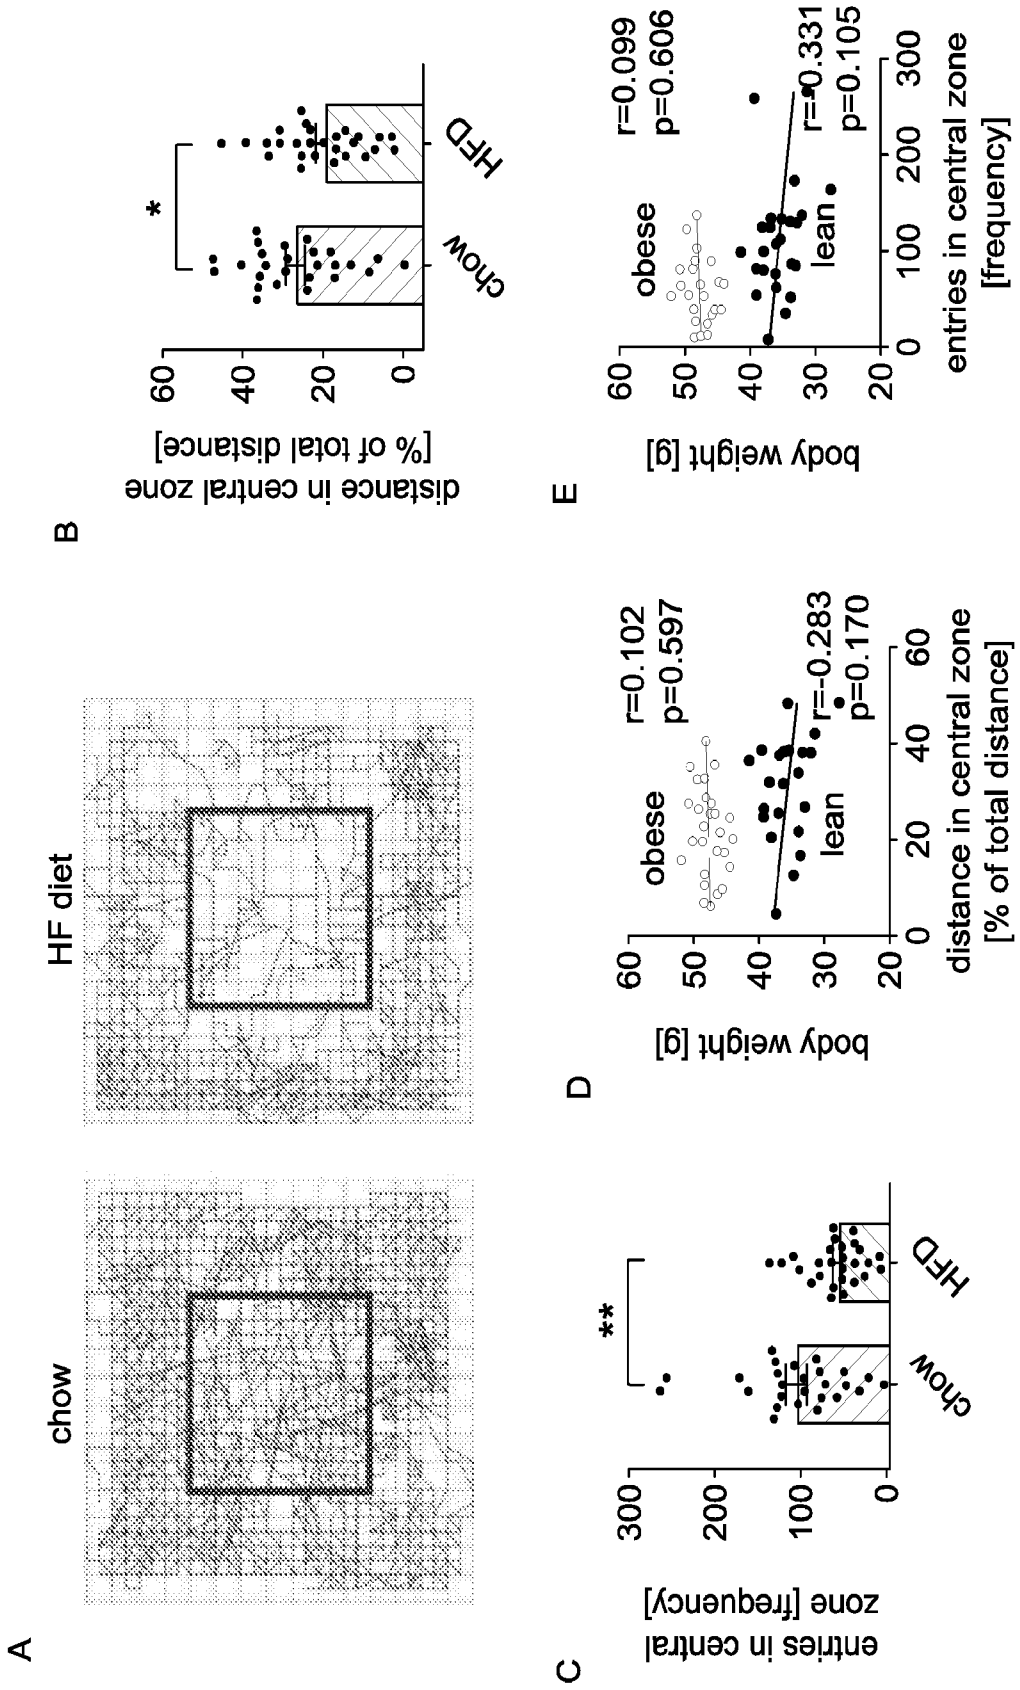 A
chow
HF diet
B
distance in central zone
[% of total distance]
60
40
20
0
*
chow
HFD
C
entries in central
zone [frequency]
300
200
100
0
**
chow
HFD
D
body weight [g]
60
50
40
30
20
0
20
40
60
distance in central zone
[% of total distance]
obese
r=0.102
p=0.597
lean
r=-0.283
p=0.170
E
body weight [g]
60
50
40
30
20
0
100
200
300
entries in central zone
[frequency]
obese
r=0.099
p=0.606
lean
r=-0.331
p=0.105